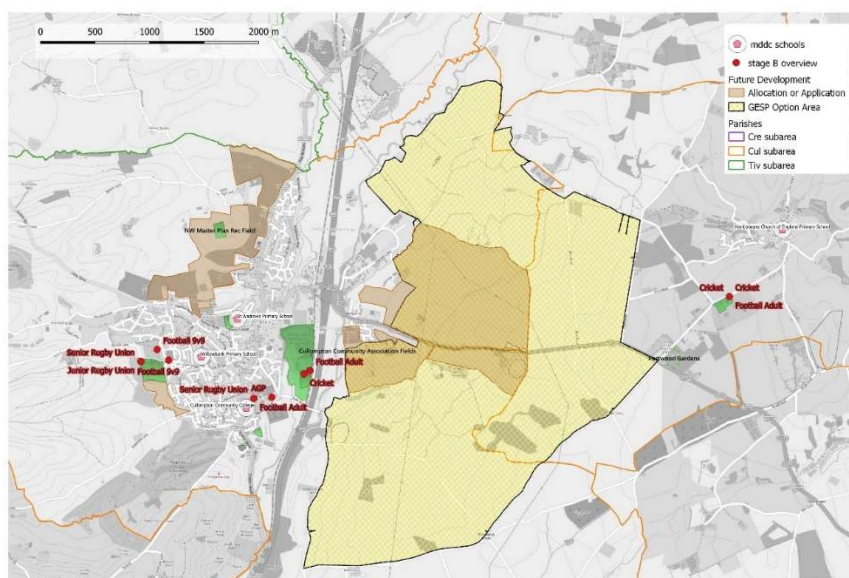 0 500 1000 1500 2000 m
mddc schools
stage B overview
Future Development
Allocation or Application
GESP Option Area
Parishes
Cre subarea
Cul subarea
Tiv subarea
NW Master Plan Rec Field
Kentisbeare Church of England Primary School
Cricket Cricket
Football Adult
St Andrews Primary School
Football 9v9
Senior Rugby Union
Willowbank Primary School
Cullompton Community Association Fields
Junior Rugby Union Football 9v9
Football Adult
Cricket
Senior Rugby Union AGP
Football Adult
Cullompton Community College
Gardens